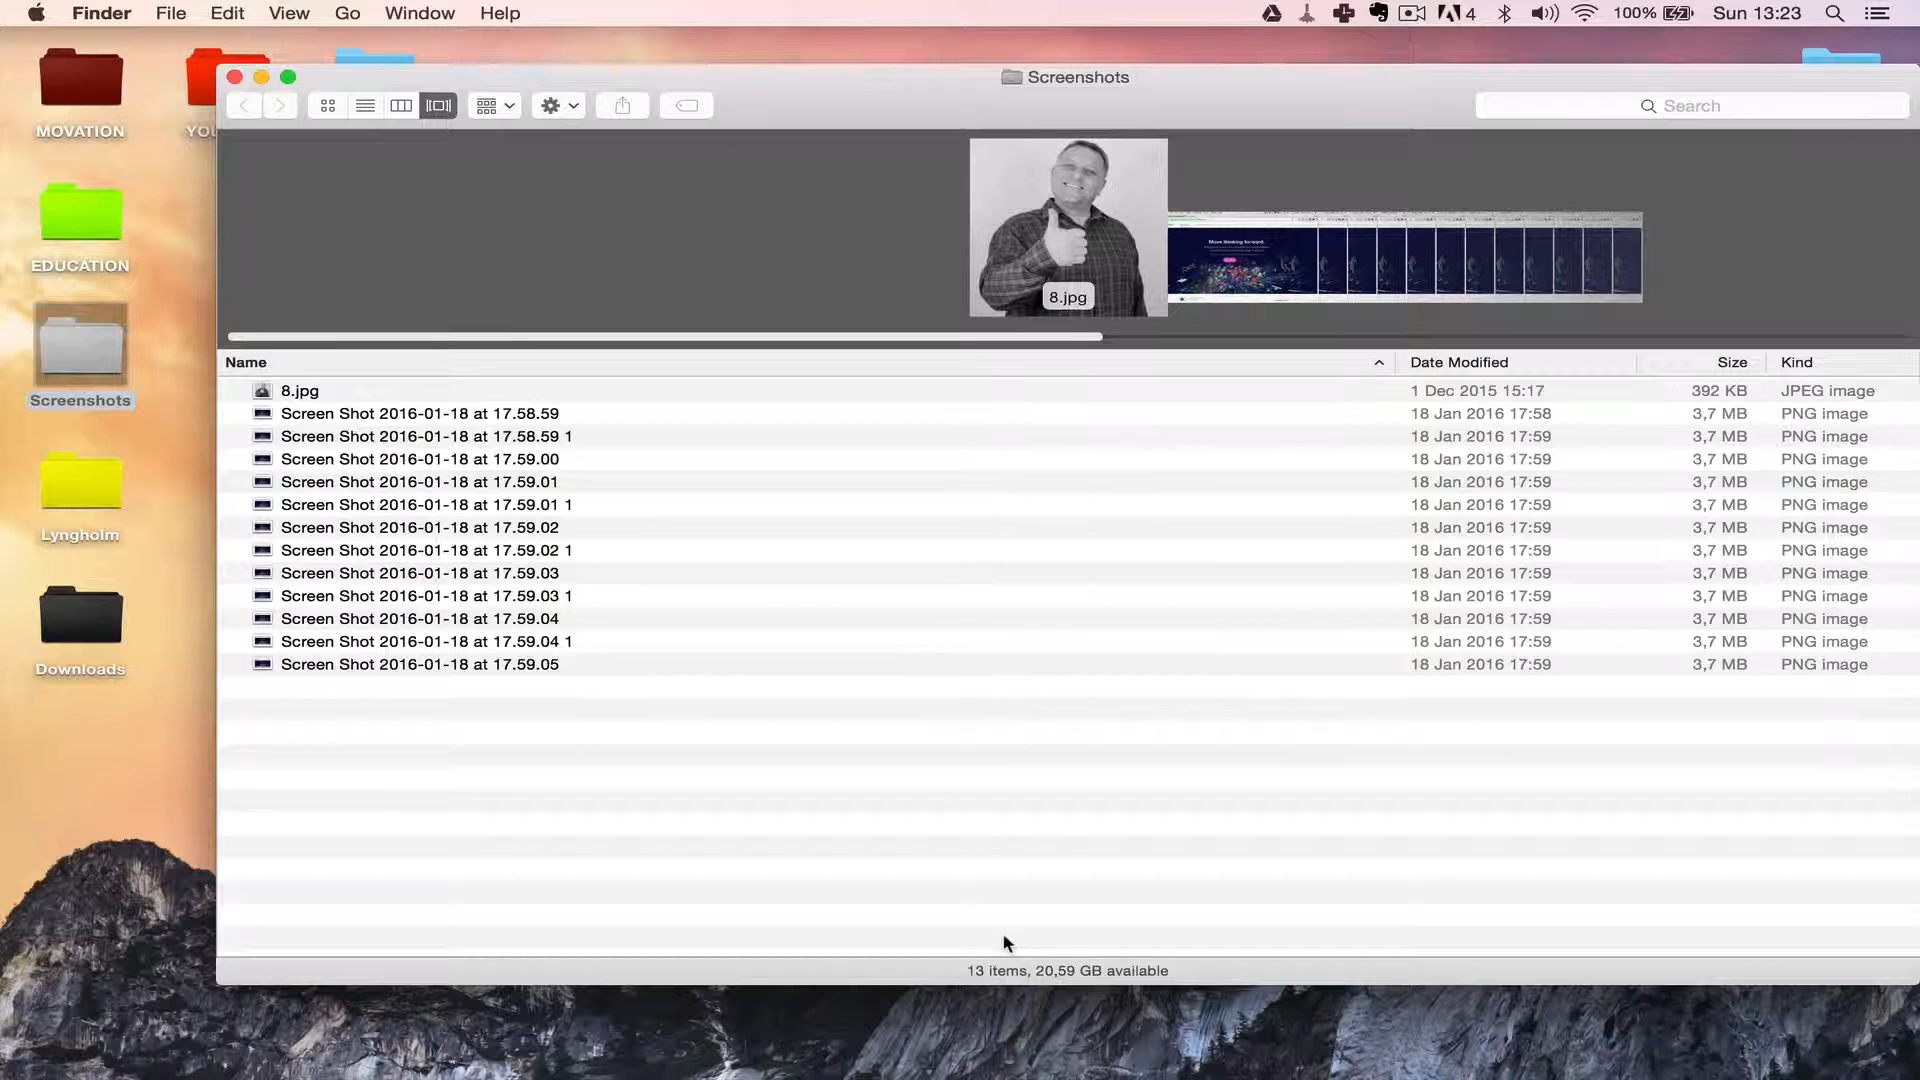 Finder File Edit View Go Window Help 4 100% Sun 13:23
MOVATION
YOU
EDUCATION
Screenshots
Lyngholm
Downloads
Screenshots
Search
8.jpg
Move thinking forward.
Name Date Modified Size Kind
8.jpg 1 Dec 2015 15:17 392 KB JPEG image
Screen Shot 2016-01-18 at 17.58.59 18 Jan 2016 17:58 3,7 MB PNG image
Screen Shot 2016-01-18 at 17.58.59 1 18 Jan 2016 17:59 3,7 MB PNG image
Screen Shot 2016-01-18 at 17.59.00 18 Jan 2016 17:59 3,7 MB PNG image
Screen Shot 2016-01-18 at 17.59.01 18 Jan 2016 17:59 3,7 MB PNG image
Screen Shot 2016-01-18 at 17.59.01 1 18 Jan 2016 17:59 3,7 MB PNG image
Screen Shot 2016-01-18 at 17.59.02 18 Jan 2016 17:59 3,7 MB PNG image
Screen Shot 2016-01-18 at 17.59.02 1 18 Jan 2016 17:59 3,7 MB PNG image
Screen Shot 2016-01-18 at 17.59.03 18 Jan 2016 17:59 3,7 MB PNG image
Screen Shot 2016-01-18 at 17.59.03 1 18 Jan 2016 17:59 3,7 MB PNG image
Screen Shot 2016-01-18 at 17.59.04 18 Jan 2016 17:59 3,7 MB PNG image
Screen Shot 2016-01-18 at 17.59.04 1 18 Jan 2016 17:59 3,7 MB PNG image
Screen Shot 2016-01-18 at 17.59.05 18 Jan 2016 17:59 3,7 MB PNG image
13 items, 20,59 GB available